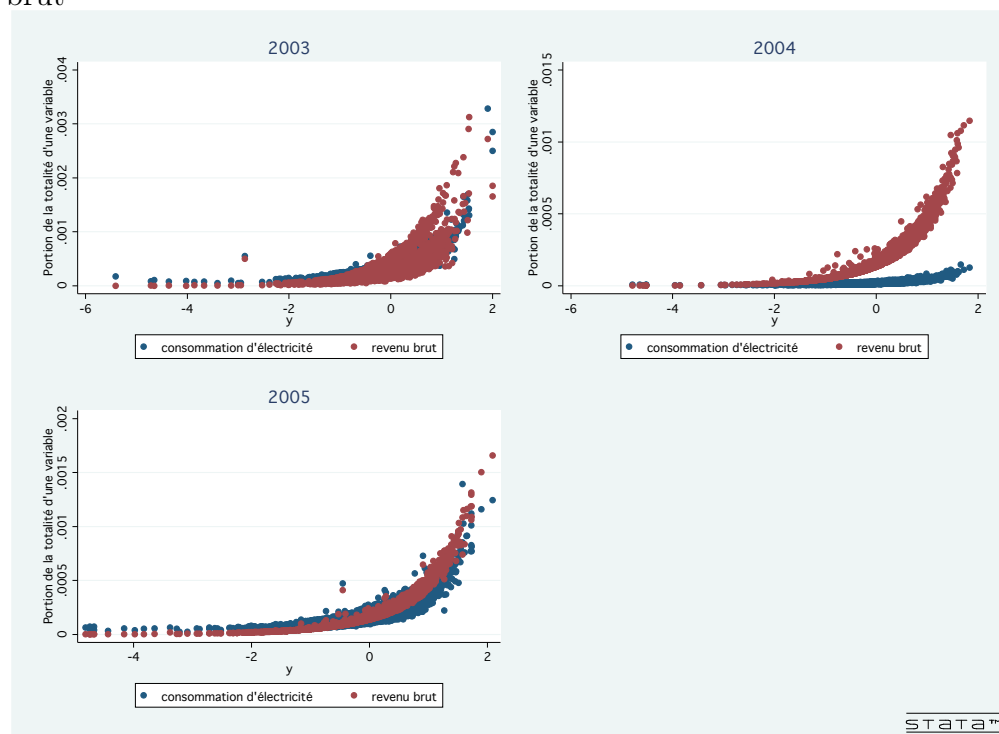 brut
2003
Portion de la totalité d'une variable
0 .001 .002 .003 .004
-6 -4 -2 0 2
y
consommation d'électricité revenu brut
2004
Portion de la totalité d'une variable
0 .0005 .001 .0015
-6 -4 -2 0 2
y
consommation d'électricité revenu brut
2005
Portion de la totalité d'une variable
0 .0005 .001 .0015 .002
-4 -2 0 2
y
consommation d'électricité revenu brut
STATA™